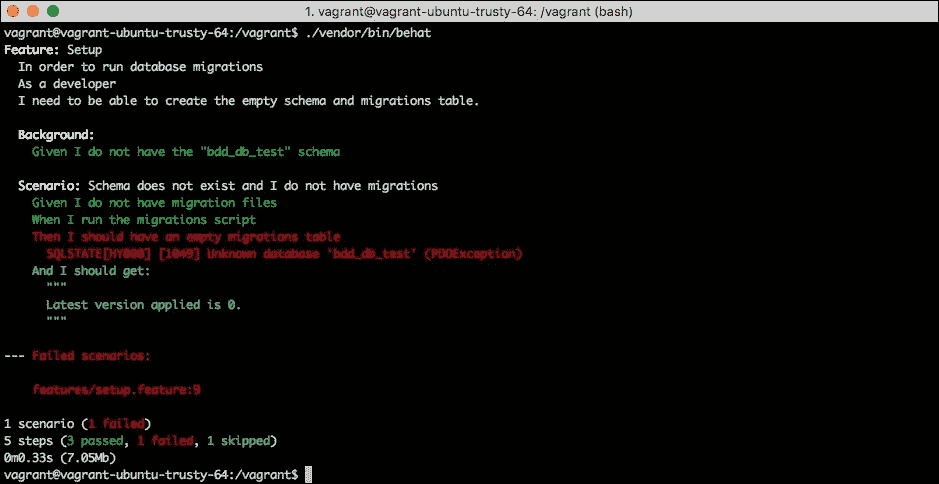 1. vagrant@vagrant-ubuntu-trusty-64: /vagrant (bash)
vagrant@vagrant-ubuntu-trusty-64:/vagrant$ ./vendor/bin/behat
Feature: Setup
In order to run database migrations
As a developer
I need to be able to create the empty schema and migrations table.
Background:
Given I do not have the "bdd_db_test" schema
Scenario: Schema does not exist and I do not have migrations
Given I do not have migration files
When I run the migrations script
Then I should have an empty migrations table
SQLSTATE[HY000] [1049] Unknown database 'bdd_db_test' (PDOException)
And I should get:
"""
Latest version applied is 0.
"""
--- Failed scenarios:
features/setup.feature:9
1 scenario (1 failed)
5 steps (3 passed, 1 failed, 1 skipped)
0m0.33s (7.05Mb)
vagrant@vagrant-ubuntu-trusty-64:/vagrant$